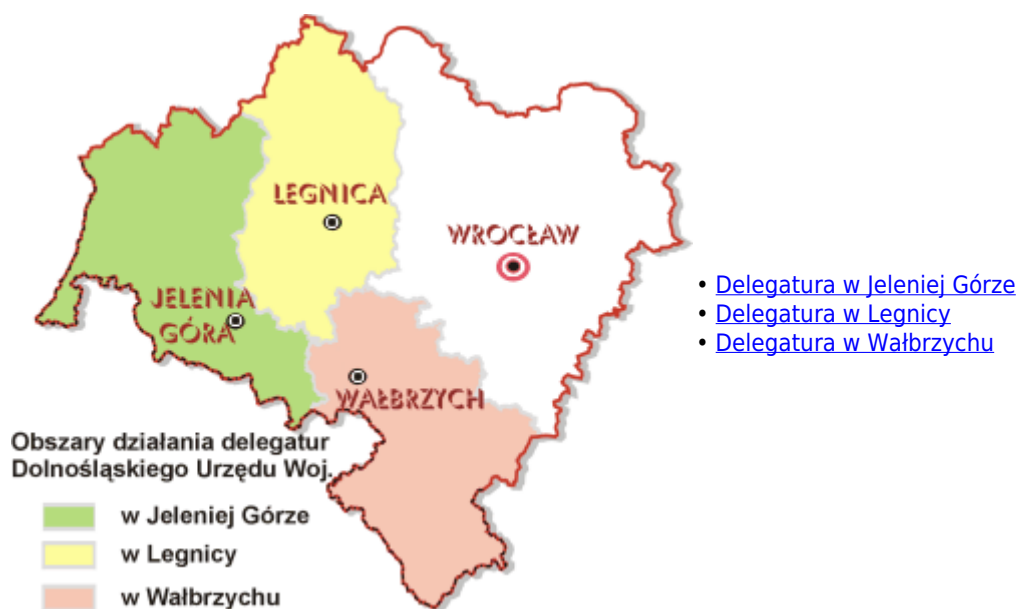 LEGNICA
WROCŁAW
JELENIA
GÓRA
WAŁBRZYCH
• Delegatura w Jeleniej Górze
• Delegatura w Legnicy
• Delegatura w Wałbrzychu
Obszary działania delegatur
Dolnośląskiego Urzędu Woj.
w Jeleniej Górze
w Legnicy
w Wałbrzychu